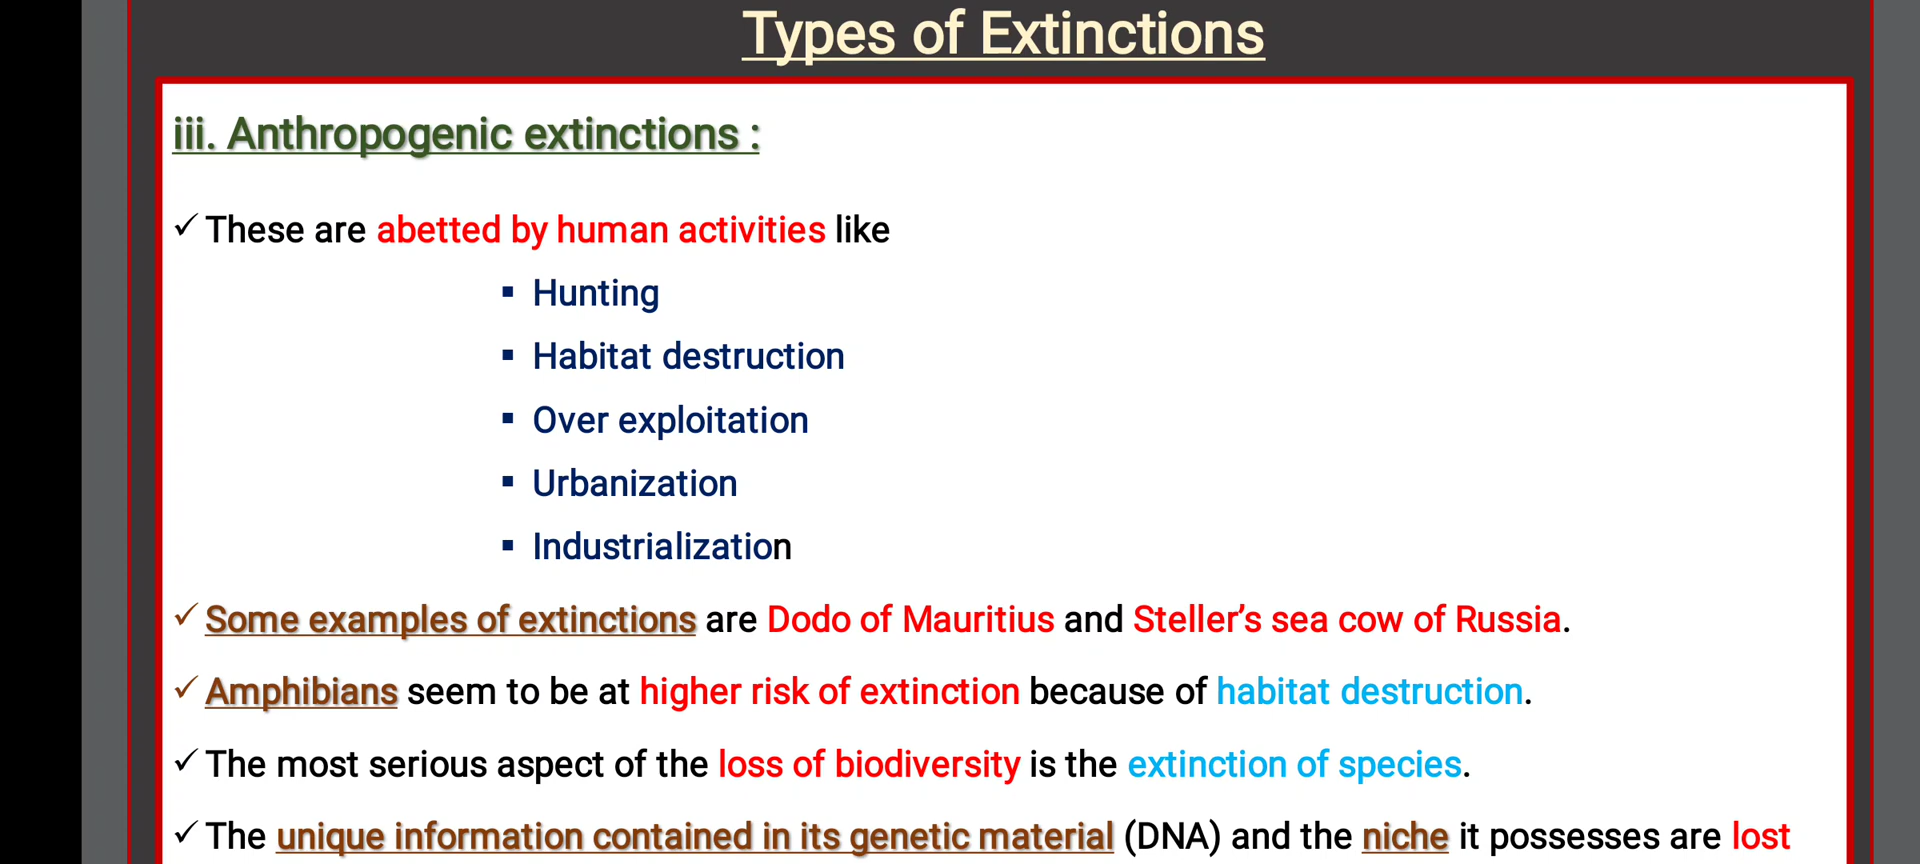 Types of Extinctions
iii. Anthropogenic extinctions :
✓ These are abetted by human activities like
▪ Hunting
▪ Habitat destruction
▪ Over exploitation
▪ Urbanization
▪ Industrialization
✓ Some examples of extinctions are Dodo of Mauritius and Steller’s sea cow of Russia.
✓ Amphibians seem to be at higher risk of extinction because of habitat destruction.
✓ The most serious aspect of the loss of biodiversity is the extinction of species.
✓ The unique information contained in its genetic material (DNA) and the niche it possesses are lost